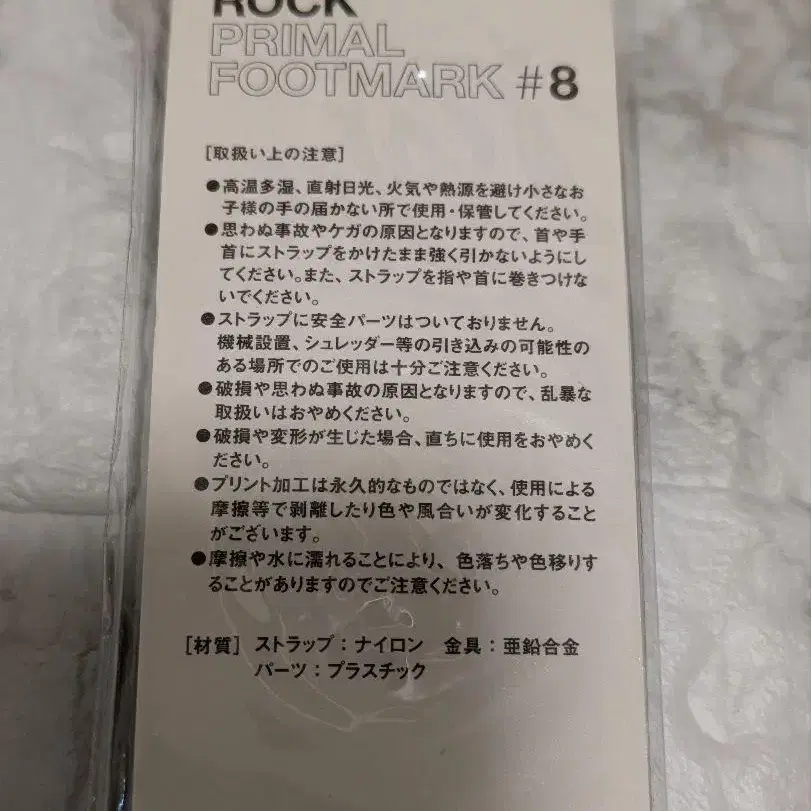 ROCK
PRIMAL
FOOTMARK #8
[取扱い上の注意]
●高温多湿、直射日光、火気や熱源を避け小さなお
子様の手の届かない所で使用・保管してください。
●思わぬ事故やケガの原因となりますので、首や手
首にストラップをかけたまま強く引かないようにし
てください。また、ストラップを指や首に巻きつけな
いでください。
●ストラップに安全パーツはついておりません。
機械設置、シュレッダー等の引き込みの可能性の
ある場所でのご使用は十分ご注意ください。
●破損や思わぬ事故の原因となりますので、乱暴な
取扱いはおやめください。
●破損や変形が生じた場合、直ちに使用をおやめく
ださい。
●プリント加工は永久的なものではなく、使用による
摩擦等で剥離したり色や風合いが変化すること
がございます。
●摩擦や水に濡れることにより、色落ちや色移りす
ることがありますのでご注意ください。
[材質] ストラップ：ナイロン 金具：亜鉛合金
パーツ：プラスチック